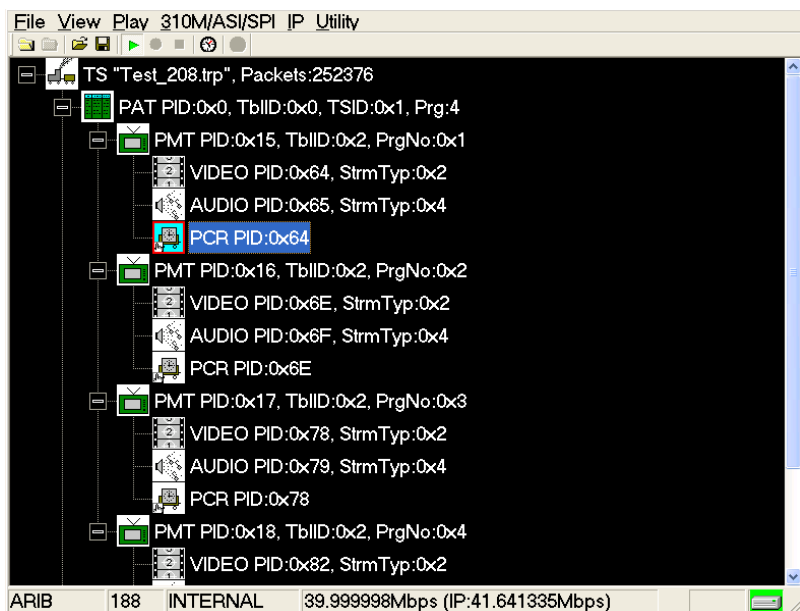 File View Play 310M/ASI/SPI IP Utility
TS "Test_208.trp", Packets:252376
PAT PID:0x0, TblID:0x0, TSID:0x1, Prg:4
PMT PID:0x15, TblID:0x2, PrgNo:0x1
VIDEO PID:0x64, StrmTyp:0x2
AUDIO PID:0x65, StrmTyp:0x4
PCR PID:0x64
PMT PID:0x16, TblID:0x2, PrgNo:0x2
VIDEO PID:0x6E, StrmTyp:0x2
AUDIO PID:0x6F, StrmTyp:0x4
PCR PID:0x6E
PMT PID:0x17, TblID:0x2, PrgNo:0x3
VIDEO PID:0x78, StrmTyp:0x2
AUDIO PID:0x79, StrmTyp:0x4
PCR PID:0x78
PMT PID:0x18, TblID:0x2, PrgNo:0x4
VIDEO PID:0x82, StrmTyp:0x2
ARIB 188 INTERNAL 39.999998Mbps (IP:41.641335Mbps)